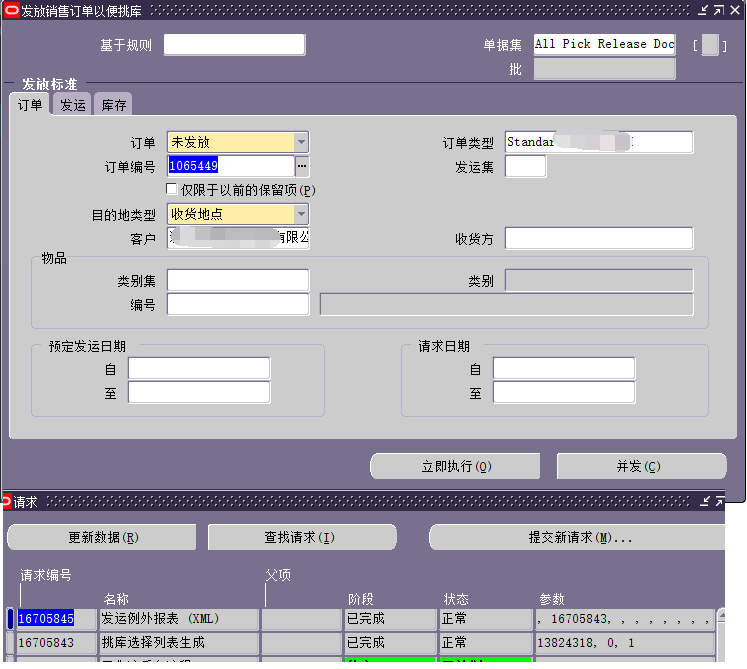 发放销售订单以便挑库
基于规则 单据集 All Pick Release Doc [ ]
批
发放标准
订单 发运 库存
订单 未发放 订单类型 Standar
订单编号 1065449 ... 发运集
仅限于以前的保留项(P)
目的地类型 收货地点
客户 有限公 收货方
物品
类别集 类别
编号
预定发运日期 请求日期
自 自
至 至
立即执行(O) 并发(C)
请求
更新数据(R) 查找请求(I) 提交新请求(M)...
请求编号 父项
名称 阶段 状态 参数
16705845 发运例外报表 (XML) 已完成 正常 , 16705843, , , , , , , ,
16705843 挑库选择列表生成 已完成 正常 13824318, 0, 1